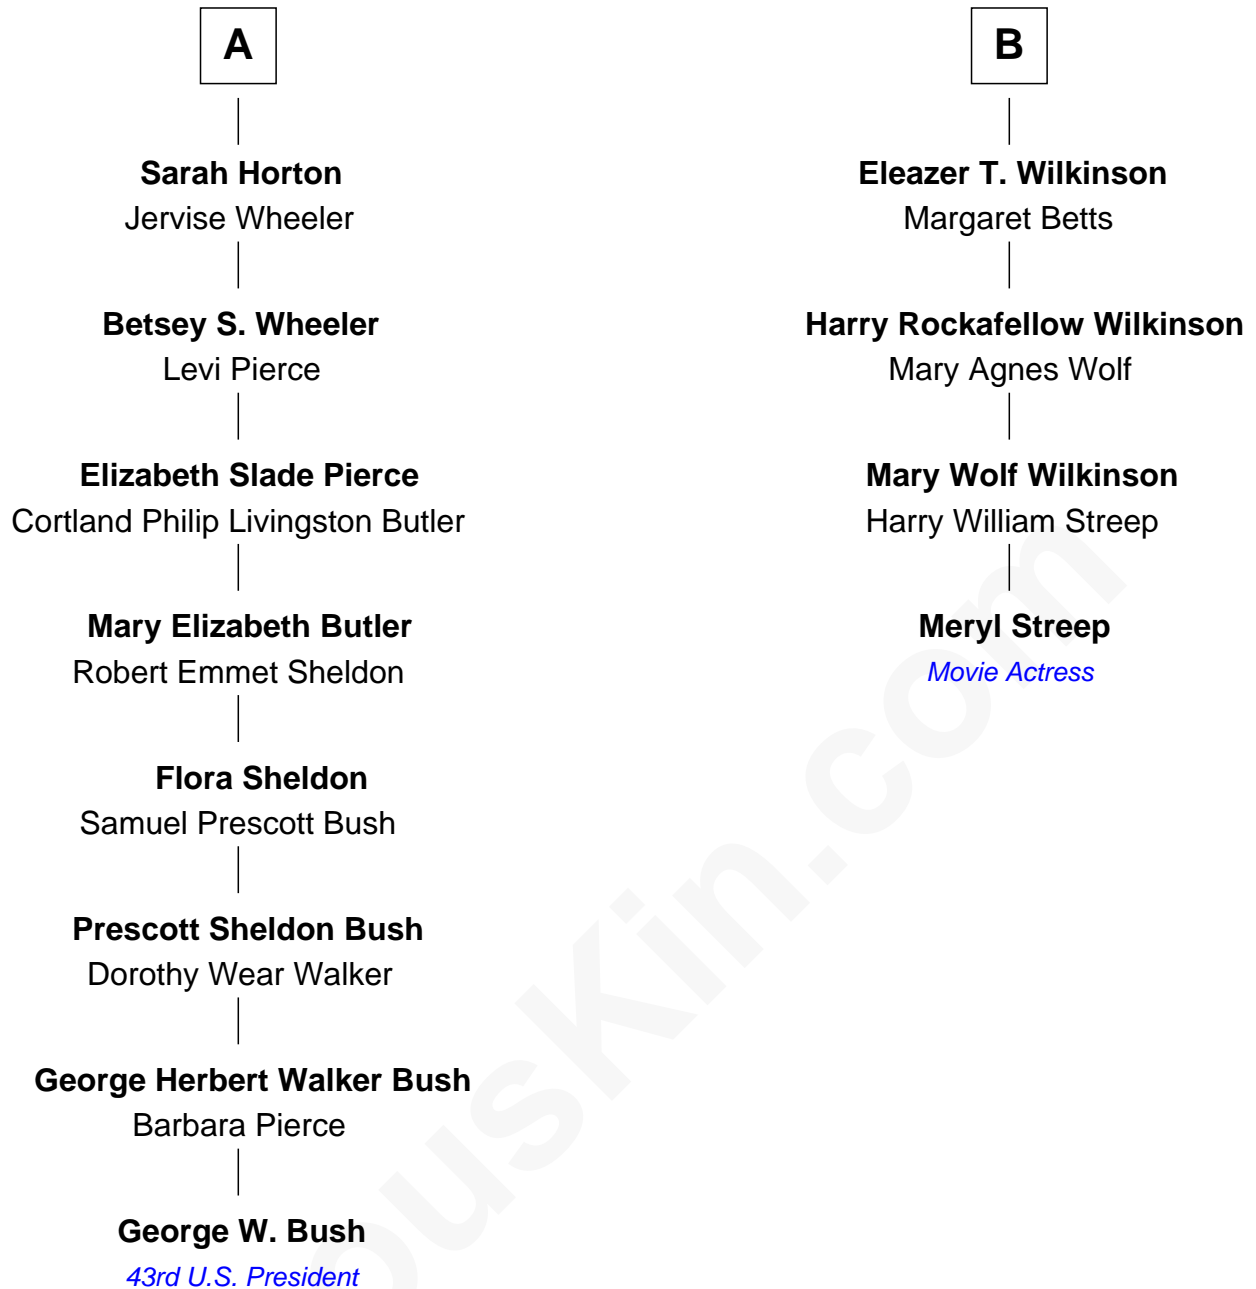 A
Sarah Horton
Jervise Wheeler
Betsey S. Wheeler
Levi Pierce
Elizabeth Slade Pierce
Cortland Philip Livingston Butler
Mary Elizabeth Butler
Robert Emmet Sheldon
Flora Sheldon
Samuel Prescott Bush
Prescott Sheldon Bush
Dorothy Wear Walker
George Herbert Walker Bush
Barbara Pierce
George W. Bush
43rd U.S. President
B
Eleazer T. Wilkinson
Margaret Betts
Harry Rockafellow Wilkinson
Mary Agnes Wolf
Mary Wolf Wilkinson
Harry William Streep
Meryl Streep
Movie Actress
ousKin.com